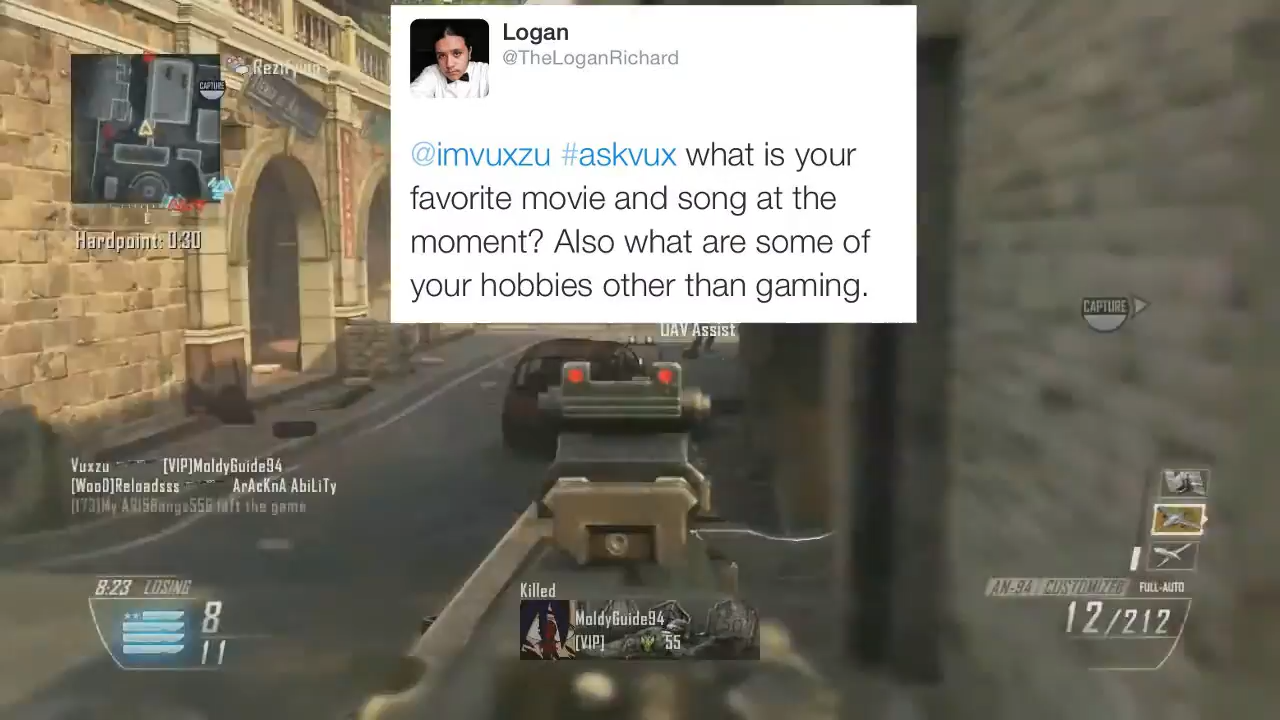 Logan
@TheLoganRichard
@imvuxzu #askvux what is your
favorite movie and song at the
moment? Also what are some of
your hobbies other than gaming.
CAPTURE
Hardpoint: 0:30
CAPTURE
UAV Assist
Vuxzu [VIP]MoldyGuide94
[WooD]Reloadsss ArAcKnA AbiLiTy
left the game
8:23 LOSING
8
11
Killed
MoldyGuide94
[VIP] 55
AN-94 CUSTOMIZED FULL-AUTO
12/212